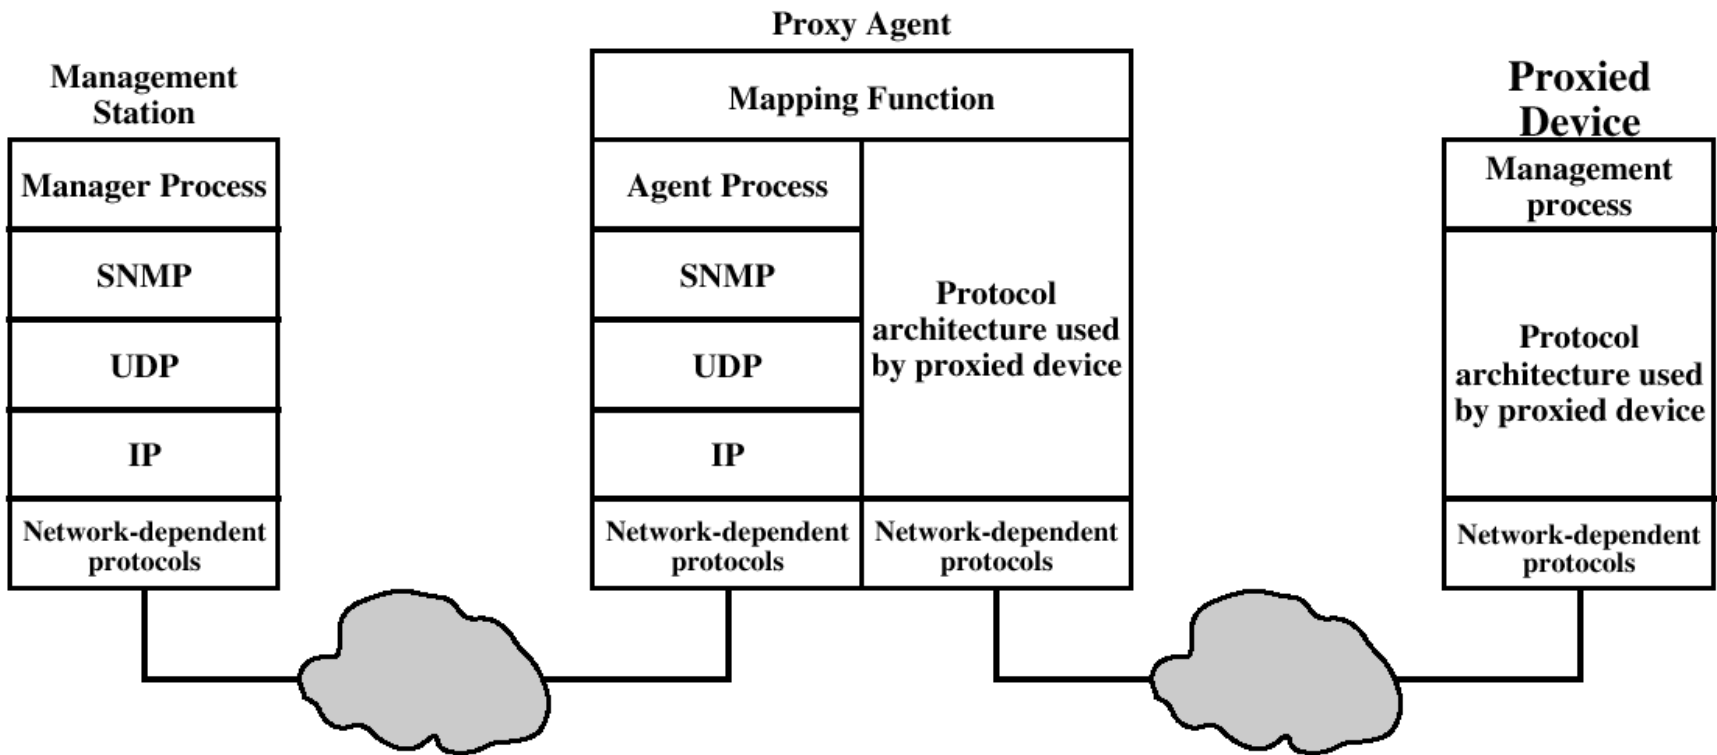 Management
Station
Manager Process
SNMP
UDP
IP
Network-dependent
protocols
Proxy Agent
Mapping Function
Agent Process
SNMP
UDP
IP
Network-dependent
protocols
Protocol
architecture used
by proxied device
Network-dependent
protocols
Proxied
Device
Management
process
Protocol
architecture used
by proxied device
Network-dependent
protocols